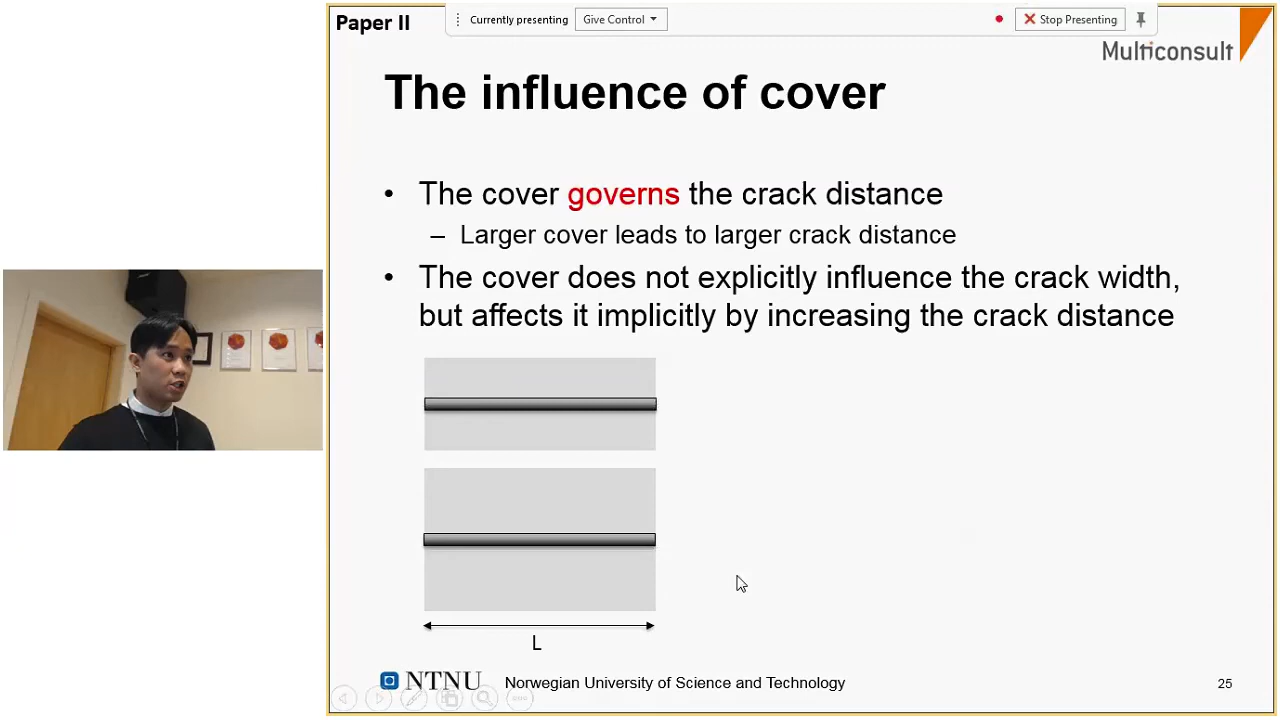 Paper II
Currently presenting
Give Control
Stop Presenting
Multiconsult
The influence of cover
• The cover governs the crack distance
– Larger cover leads to larger crack distance
• The cover does not explicitly influence the crack width,
but affects it implicitly by increasing the crack distance
L
NTNU Norwegian University of Science and Technology
25